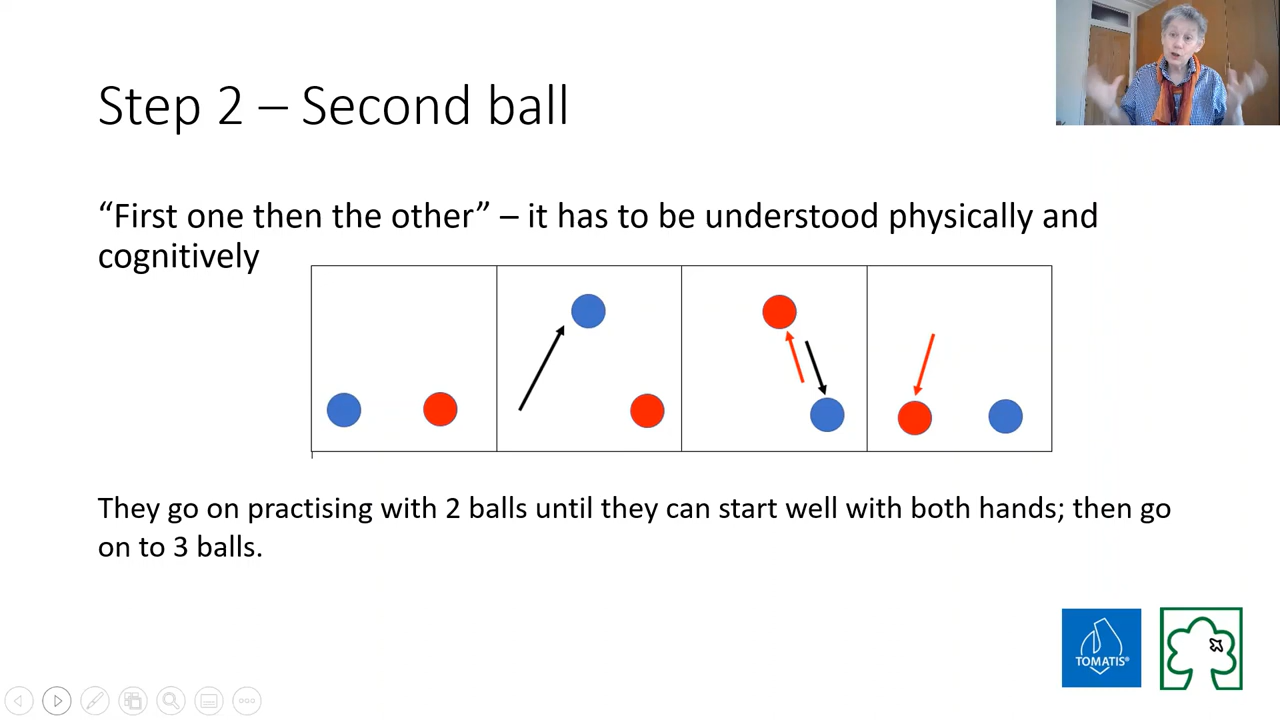 Step 2 – Second ball
“First one then the other” – it has to be understood physically and
cognitively
They go on practising with 2 balls until they can start well with both hands; then go
on to 3 balls.
TOMATIS®